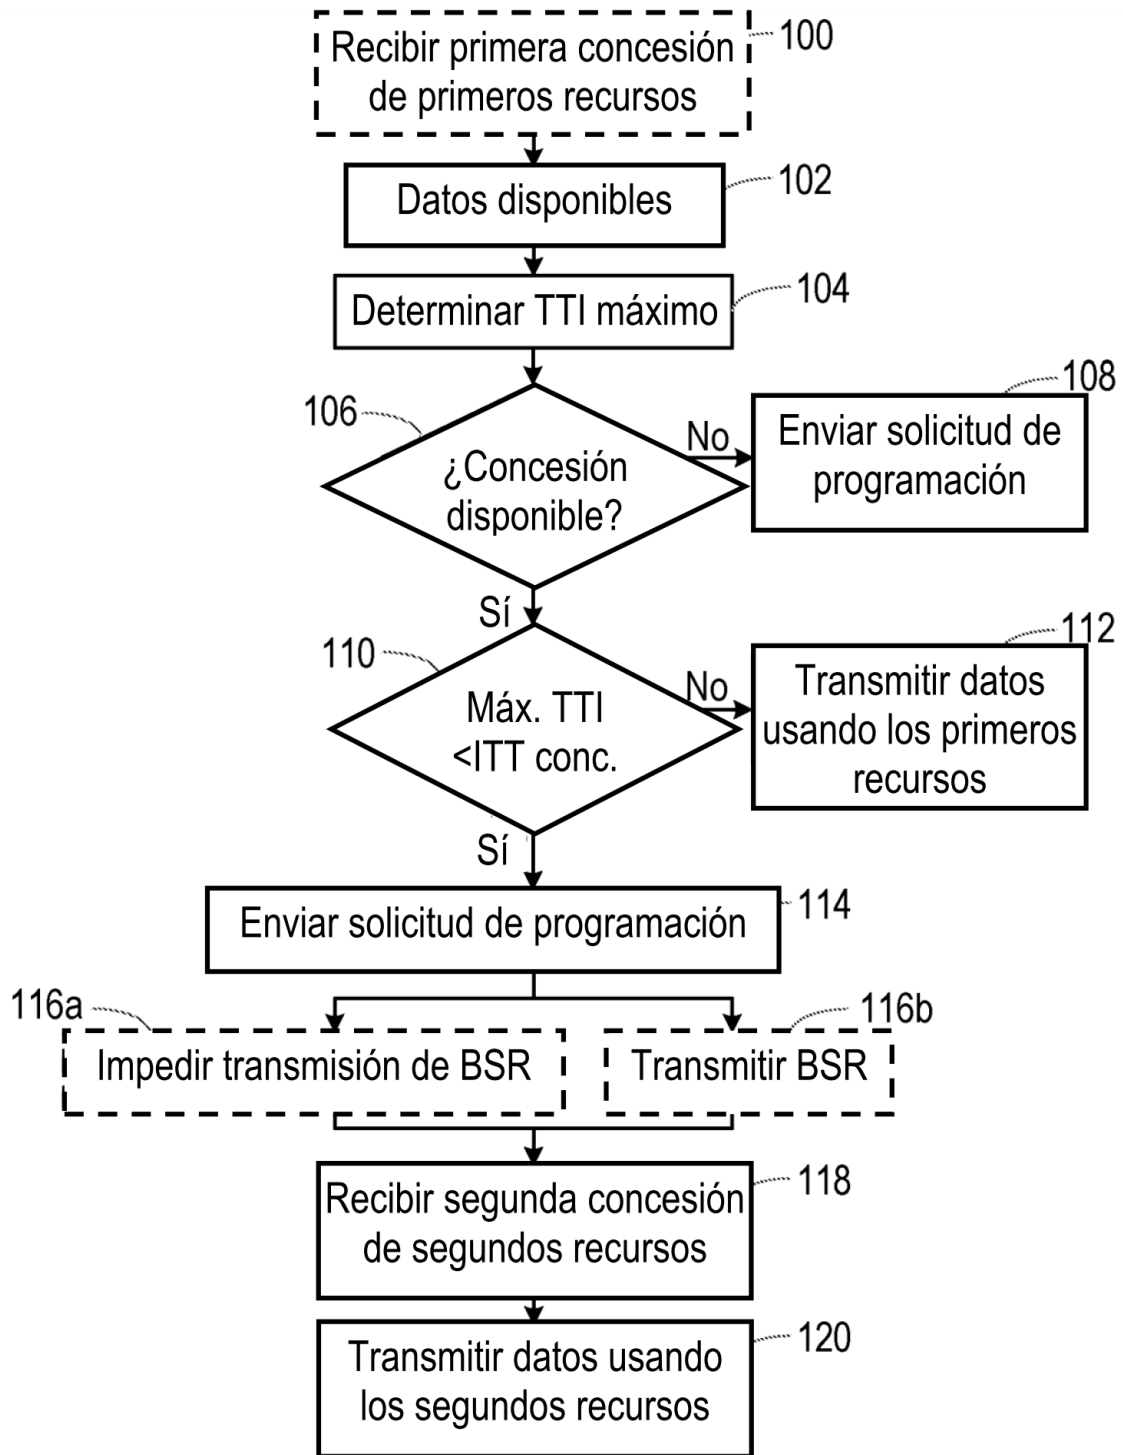 Recibir primera concesión
de primeros recursos
100
Datos disponibles
102
Determinar TTI máximo
104
106
¿Concesión
disponible?
No
108
Enviar solicitud de
programación
Sí
110
Máx. TTI
<ITT conc.
No
112
Transmitir datos
usando los primeros
recursos
Sí
Enviar solicitud de programación
114
116a
Impedir transmisión de BSR
116b
Transmitir BSR
Recibir segunda concesión
de segundos recursos
118
Transmitir datos usando
los segundos recursos
120